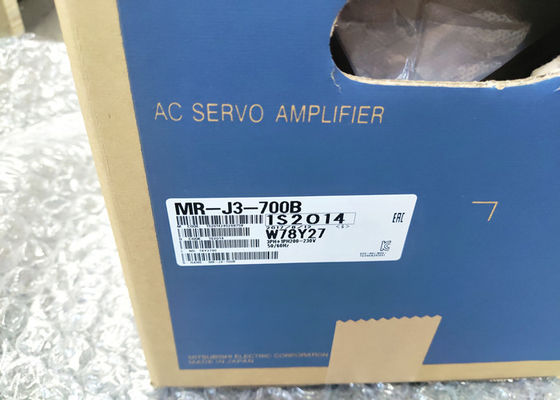 AC SERVO AMPLIFIER
MR-J3-700B
1S2014
W78Y27
3PH+1PH200-230V
50/60Hz
EAC
MITSUBISHI ELECTRIC CORPORATION
MADE IN JAPAN